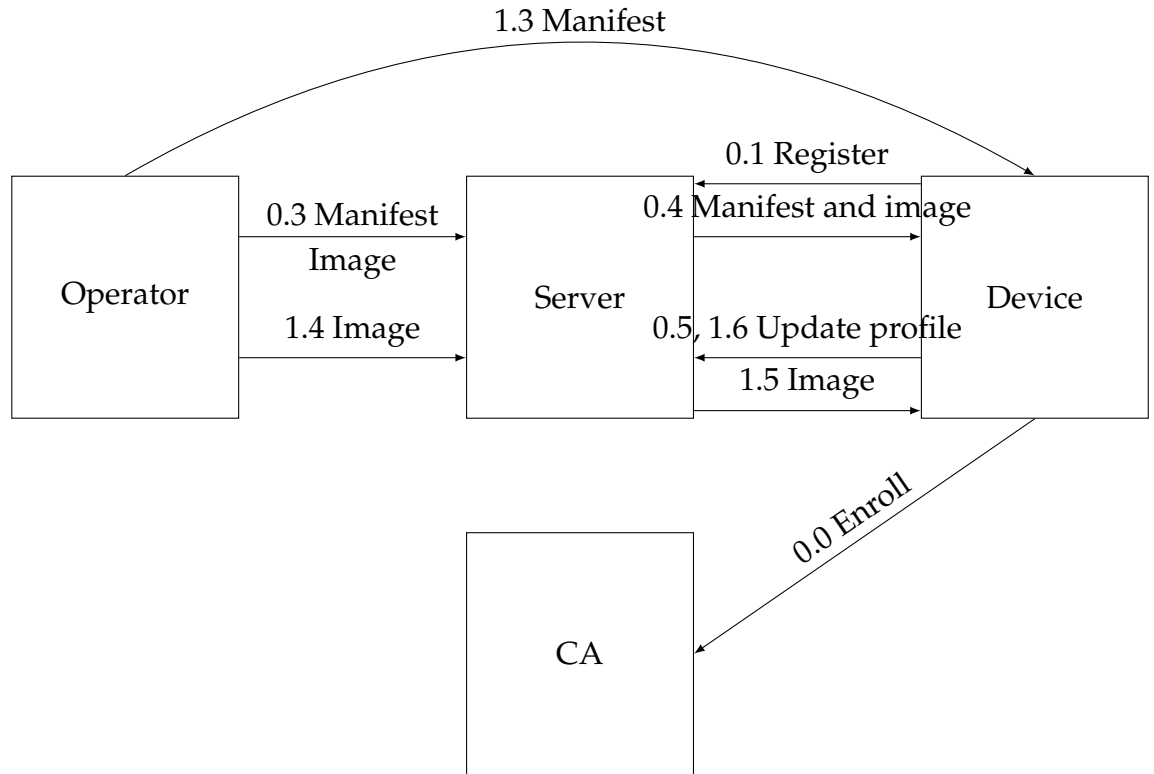 1.3 Manifest
0.1 Register
0.3 Manifest
0.4 Manifest and image
Image
Operator
Server
Device
1.4 Image
0.5, 1.6 Update profile
1.5 Image
0.0 Enroll
CA